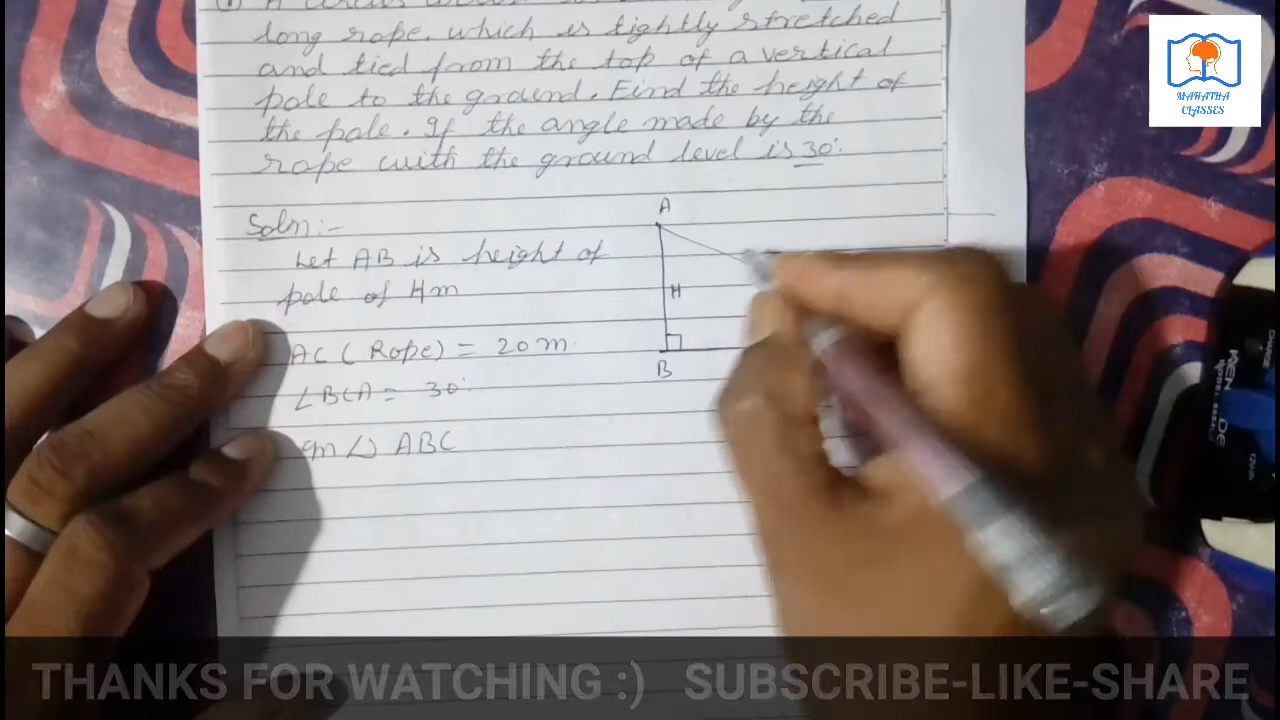 long rope, which is tightly stretched
and tied from the top of a vertical
pole to the ground. Find the height of
the pole. If the angle made by the
rope with the ground level is 30°.
Soln:-
Let AB is height of
pole of H m
AC (Rope) = 20 m.
∠BCA = 30°
In ⊿ ABC
A
H
B
MAHATHA
CLASSES
THANKS FOR WATCHING :) SUBSCRIBE-LIKE-SHARE